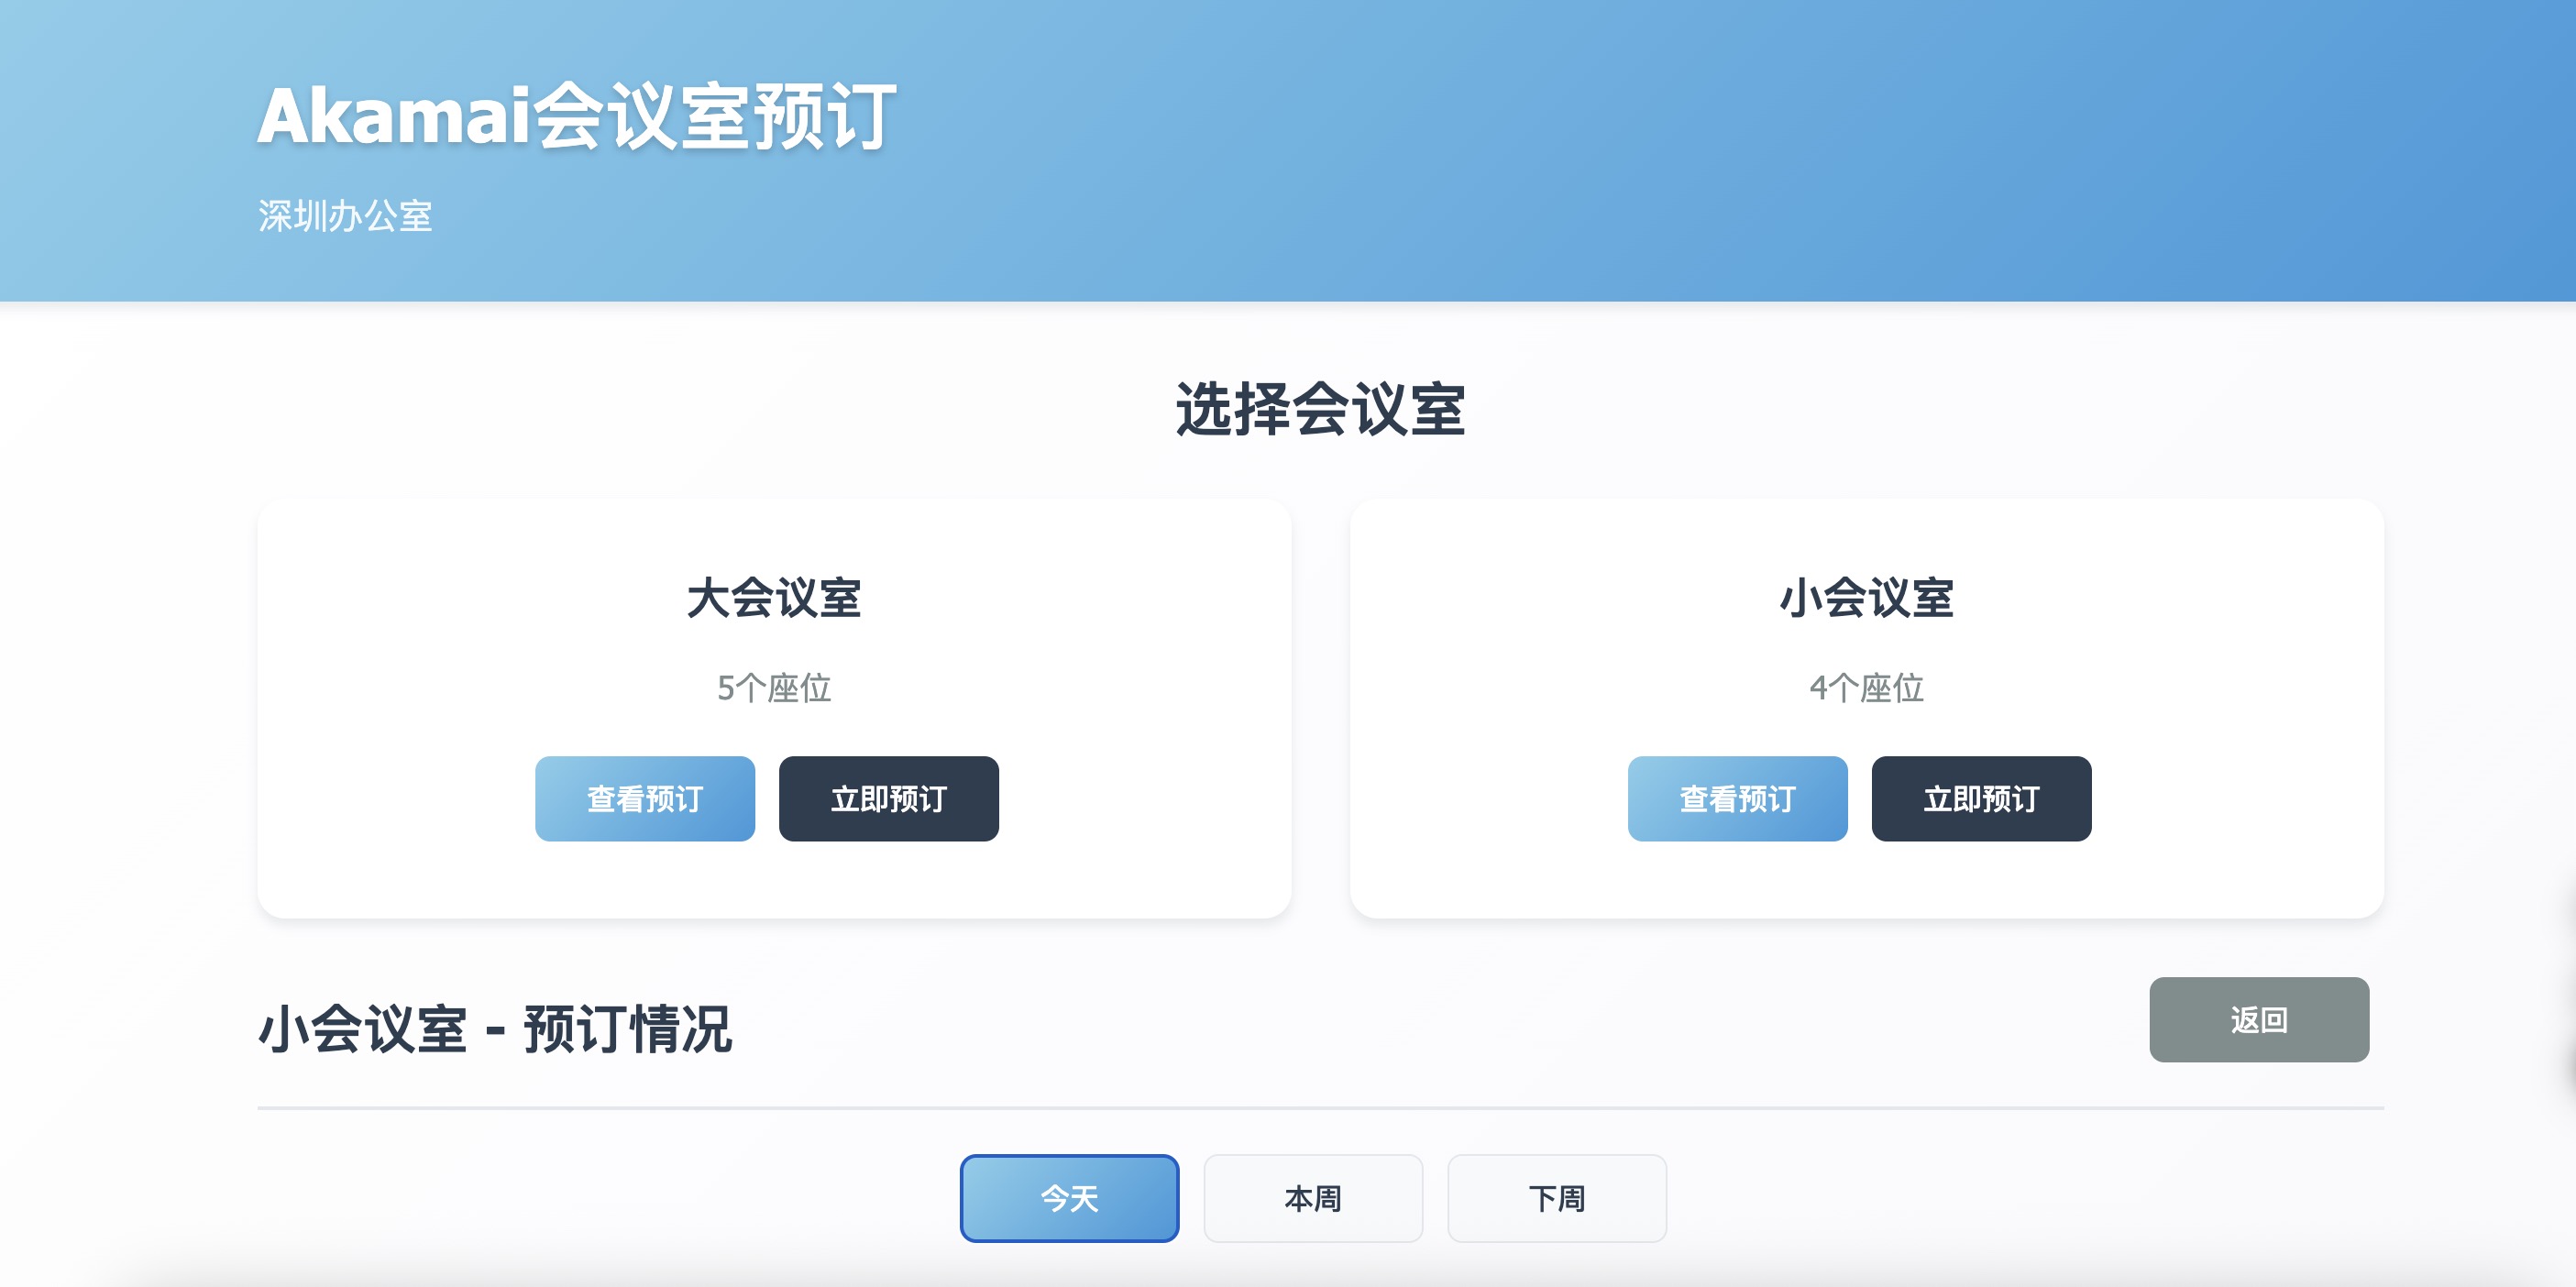 Akamai会议室预订
深圳办公室
选择会议室
大会议室
5个座位
查看预订 立即预订
小会议室
4个座位
查看预订 立即预订
小会议室 - 预订情况
返回
今天 本周 下周